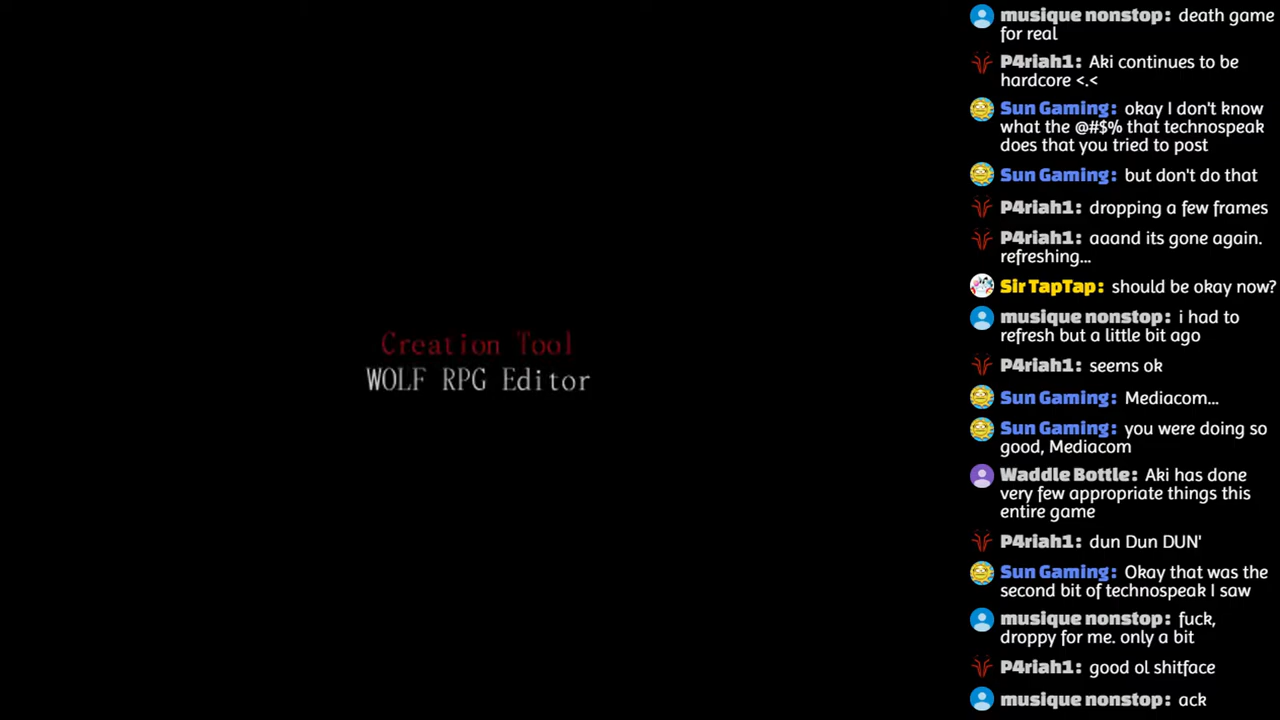 Creation Tool
WOLF RPG Editor
musique nonstop: death game
for real
P4riah1: Aki continues to be
hardcore <.<
Sun Gaming: okay I don't know
what the @#$% that technospeak
does that you tried to post
Sun Gaming: but don't do that
P4riah1: dropping a few frames
P4riah1: aaand its gone again.
refreshing...
Sir TapTap: should be okay now?
musique nonstop: i had to
refresh but a little bit ago
P4riah1: seems ok
Sun Gaming: Mediacom...
Sun Gaming: you were doing so
good, Mediacom
Waddle Bottle: Aki has done
very few appropriate things this
entire game
P4riah1: dun Dun DUN'
Sun Gaming: Okay that was the
second bit of technospeak I saw
musique nonstop: fuck,
droppy for me. only a bit
P4riah1: good ol shitface
musique nonstop: ack